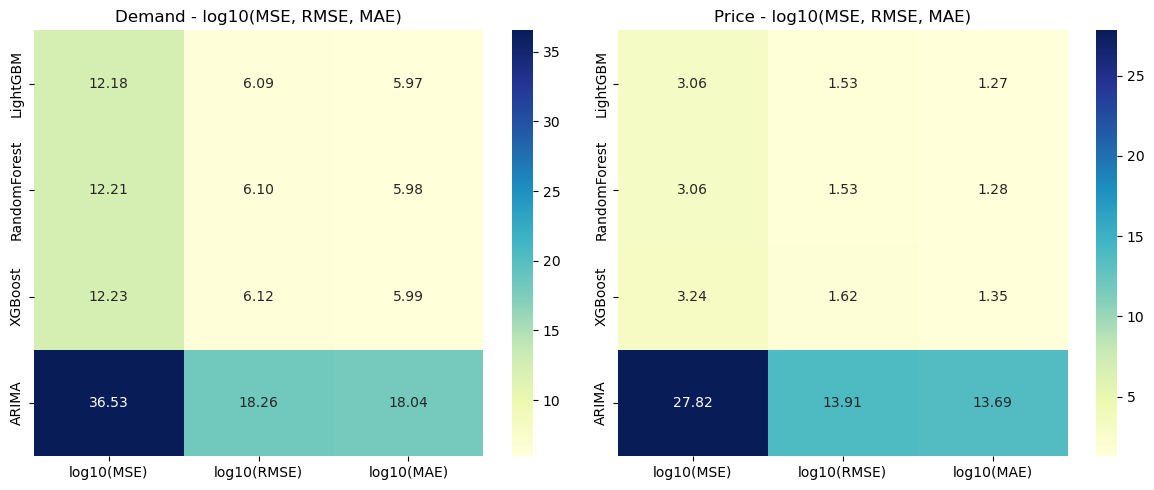 Demand - log10(MSE, RMSE, MAE)
LightGBM
12.18 6.09 5.97
RandomForest
12.21 6.10 5.98
XGBoost
12.23 6.12 5.99
ARIMA
36.53 18.26 18.04
log10(MSE) log10(RMSE) log10(MAE)
35
30
25
20
15
10
Price - log10(MSE, RMSE, MAE)
LightGBM
3.06 1.53 1.27
RandomForest
3.06 1.53 1.28
XGBoost
3.24 1.62 1.35
ARIMA
27.82 13.91 13.69
log10(MSE) log10(RMSE) log10(MAE)
25
20
15
10
5